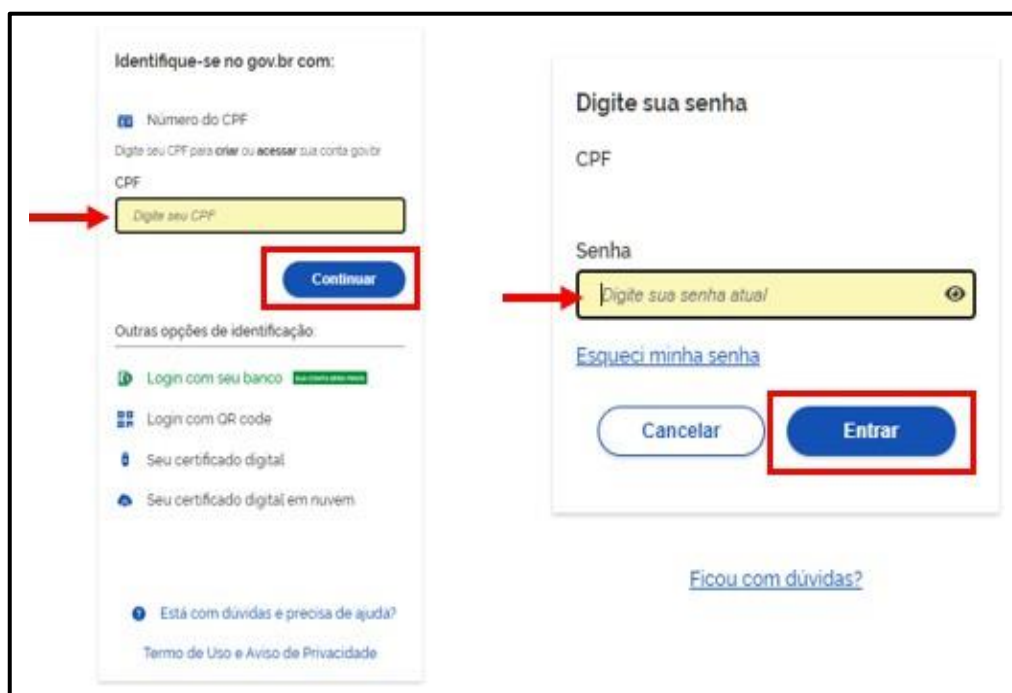 Identifique-se no gov.br com:
Número do CPF
Digite seu CPF para criar ou acessar sua conta gov.br
CPF
Digite seu CPF
Continuar
Outras opções de identificação:
Login com seu banco
Login com QR code
Seu certificado digital
Seu certificado digital em nuvem
Está com dúvidas e precisa de ajuda?
Termo de Uso e Aviso de Privacidade
Digite sua senha
CPF
Senha
Digite sua senha atual
Esqueci minha senha
Cancelar
Entrar
Ficou com dúvidas?